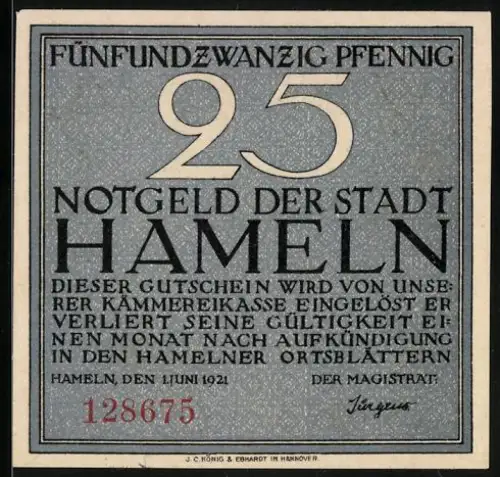 FÜNFUNDZWANZIG PFENNIG
25
NOTGELD DER STADT
HAMELN
DIESER GUTSCHEIN WIRD VON UNSE-
RER KÄMMEREIKASSE EINGELÖST ER
VERLIERT SEINE GÜLTIGKEIT EI-
NEN MONAT NACH AUFKÜNDIGUNG
IN DEN HAMELNER ORTSBLÄTTERN
HAMELN, DEN 1. JUNI 1921 DER MAGISTRAT:
128675 Jürgens
J. C. KÖNIG & EBHARDT IN HANNOVER